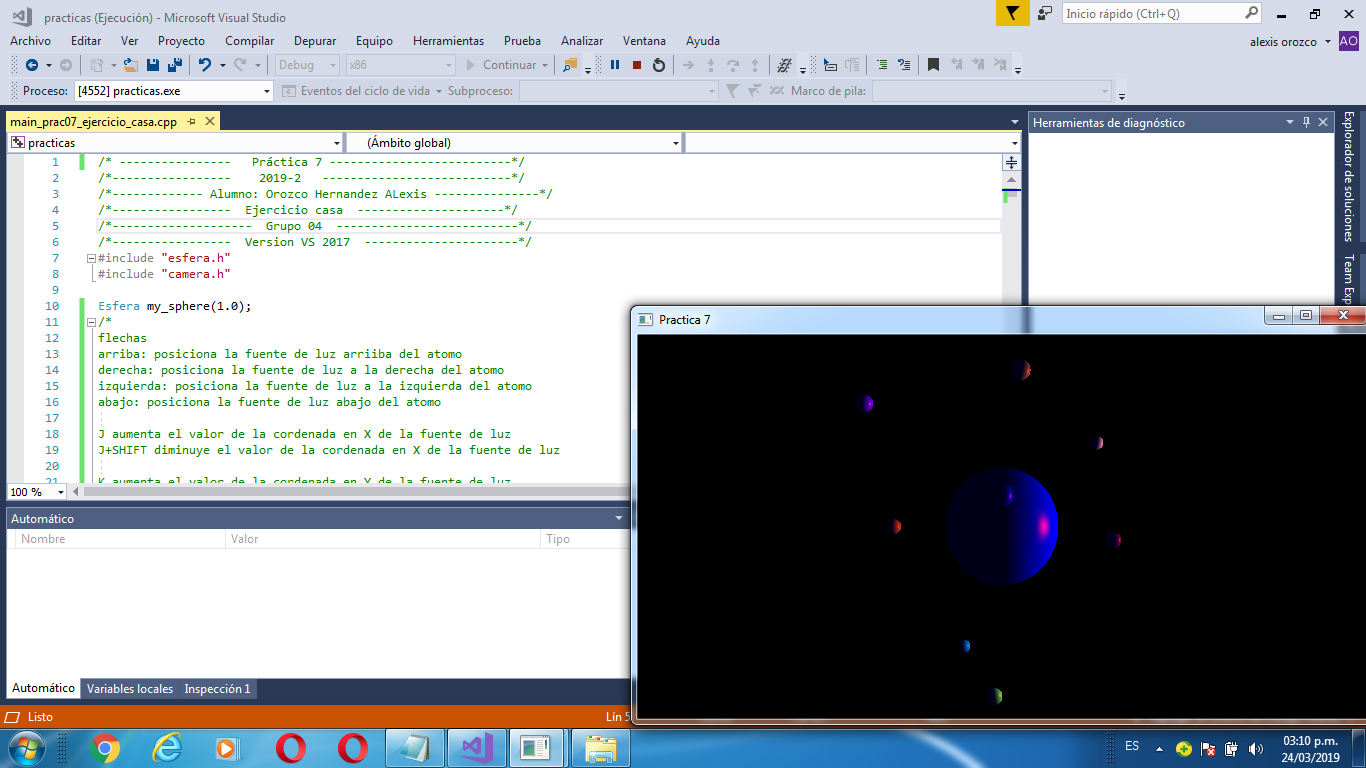 practicas (Ejecución) - Microsoft Visual Studio
Inicio rápido (Ctrl+Q)
Archivo Editar Ver Proyecto Compilar Depurar Equipo Herramientas Prueba Analizar Ventana Ayuda
alexis orozco AO
Debug x86 Continuar
Proceso: [4552] practicas.exe Eventos del ciclo de vida Subproceso: Marco de pila:
main_prac07_ejercicio_casa.cpp
Herramientas de diagnóstico
Explorador de soluciones
Team Exp
practicas (Ámbito global)
1 /* ---------------- Práctica 7 --------------------------*/
2 /*----------------- 2019-2 ---------------------------*/
3 /*------------- Alumno: Orozco Hernandez ALexis ---------------*/
4 /*----------------- Ejercicio casa ---------------------*/
5 /*-------------------- Grupo 04 --------------------------*/
6 /*----------------- Version VS 2017 ----------------------*/
7 #include "esfera.h"
8 #include "camera.h"
9
10 Esfera my_sphere(1.0);
11 /*
12 flechas
13 arriba: posiciona la fuente de luz arriiba del atomo
14 derecha: posiciona la fuente de luz a la derecha del atomo
15 izquierda: posiciona la fuente de luz a la izquierda del atomo
16 abajo: posiciona la fuente de luz abajo del atomo
17
18 J aumenta el valor de la cordenada en X de la fuente de luz
19 J+SHIFT diminuye el valor de la cordenada en X de la fuente de luz
20
21 K aumenta el valor de la cordenada en Y de la fuente de luz
100 %
Practica 7
Automático
Nombre Valor Tipo
Automático Variables locales Inspección 1
Listo Lín 5
ES
03:10 p.m.
24/03/2019